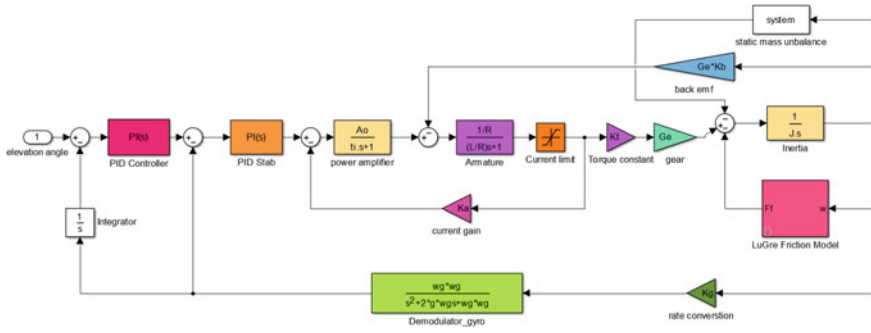 system
static mass unbalance
Ge*Kb
back emf
1
elevation angle
PI(s)
PID Controller
PI(s)
PID Stab
Ao
ti.s+1
power amplifier
1/R
(L/R)s+1
Armature
Current limit
Kt
Torque constant
Ge
gear
1
J.s
Inertia
1
s
Integrator
Ka
current gain
Ff
w
LuGre Friction Model
wg*wg
s²+2*g*wgs+wg*wg
Demodulator_gyro
Kg
rate converstion